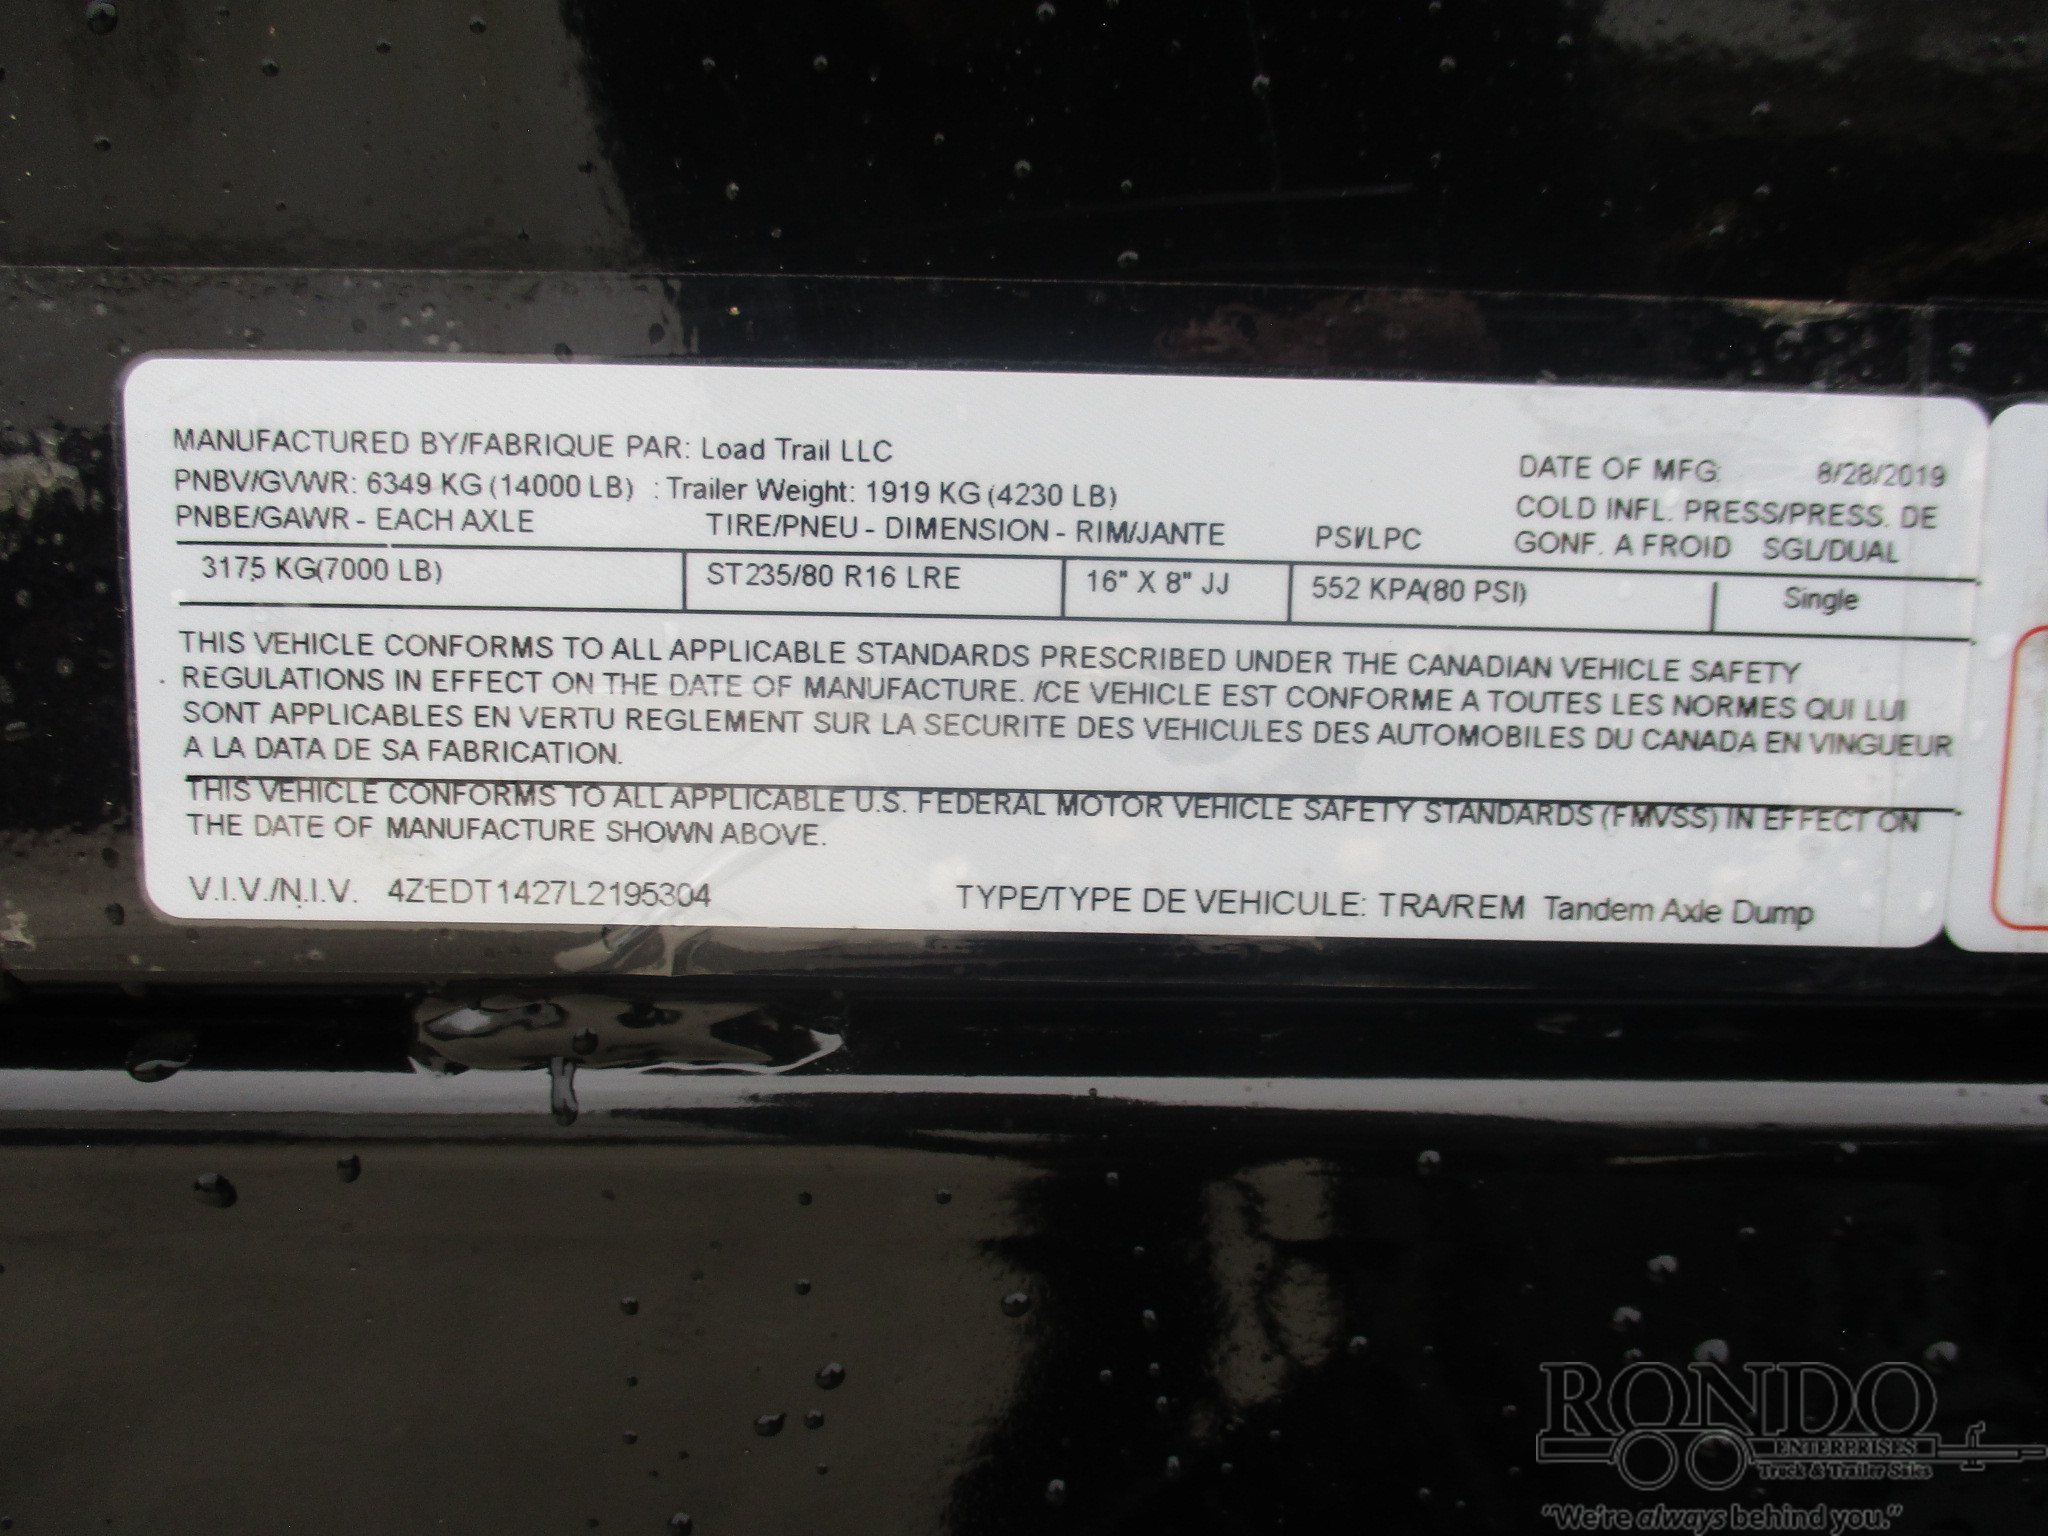 MANUFACTURED BY/FABRIQUE PAR: Load Trail LLC
DATE OF MFG: 8/28/2019
PNBV/GVWR: 6349 KG (14000 LB) : Trailer Weight: 1919 KG (4230 LB)
COLD INFL. PRESS/PRESS. DE
PNBE/GAWR - EACH AXLE TIRE/PNEU - DIMENSION - RIM/JANTE PSI/LPC GONF. A FROID SGL/DUAL
3175 KG(7000 LB) ST235/80 R16 LRE 16" X 8" JJ 552 KPA(80 PSI) Single
THIS VEHICLE CONFORMS TO ALL APPLICABLE STANDARDS PRESCRIBED UNDER THE CANADIAN VEHICLE SAFETY
REGULATIONS IN EFFECT ON THE DATE OF MANUFACTURE. /CE VEHICLE EST CONFORME A TOUTES LES NORMES QUI LUI
SONT APPLICABLES EN VERTU REGLEMENT SUR LA SECURITE DES VEHICULES DES AUTOMOBILES DU CANADA EN VINGUEUR
A LA DATA DE SA FABRICATION.
THIS VEHICLE CONFORMS TO ALL APPLICABLE U.S. FEDERAL MOTOR VEHICLE SAFETY STANDARDS (FMVSS) IN EFFECT ON
THE DATE OF MANUFACTURE SHOWN ABOVE.
V.I.V./N.I.V. 4ZEDT1427L2195304 TYPE/TYPE DE VEHICULE: TRA/REM Tandem Axle Dump
RONDO
ENTERPRISES
Truck & Trailer Sales
"We're always behind you."